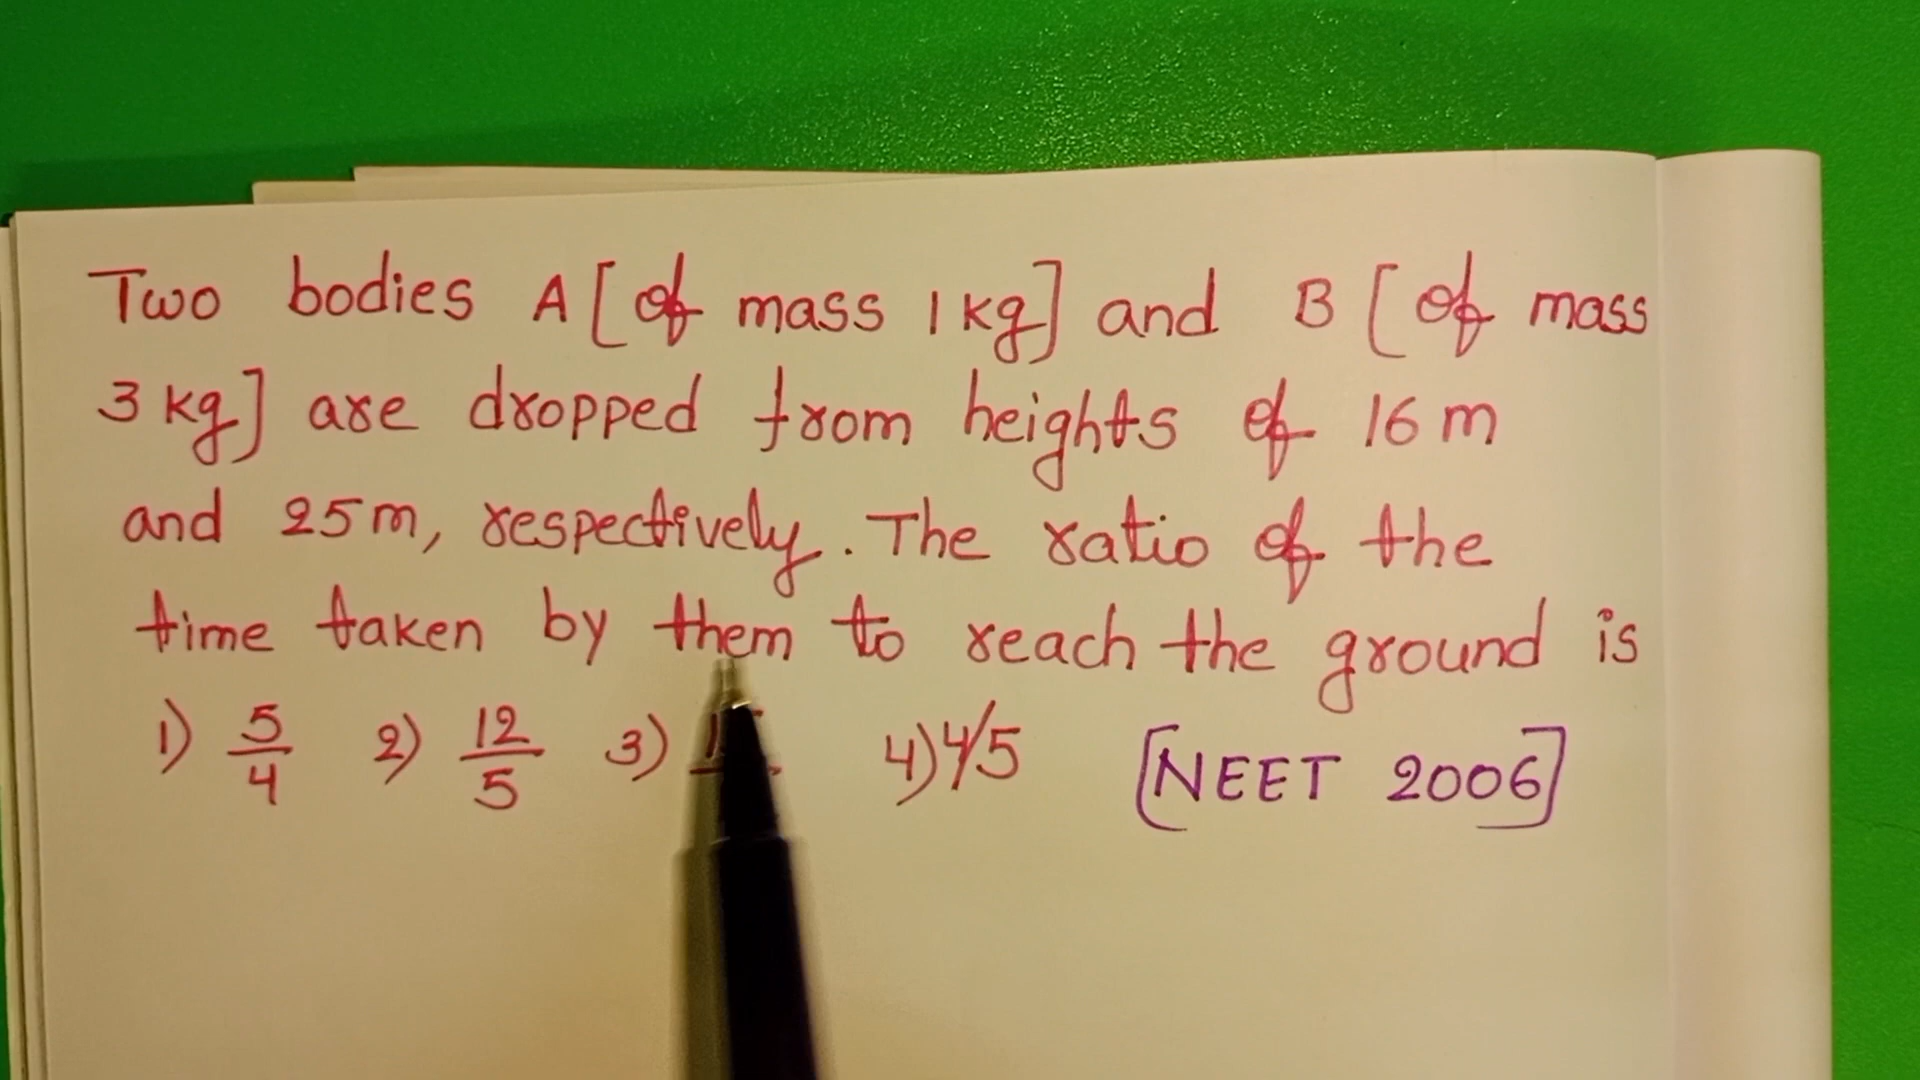 Two bodies A [of mass 1 kg] and B [of mass
3 kg] are dropped from heights of 16 m
and 25 m, respectively. The ratio of the
time taken by them to reach the ground is
1) 5/4 2) 12/5 3) 4) 4/5 [NEET 2006]